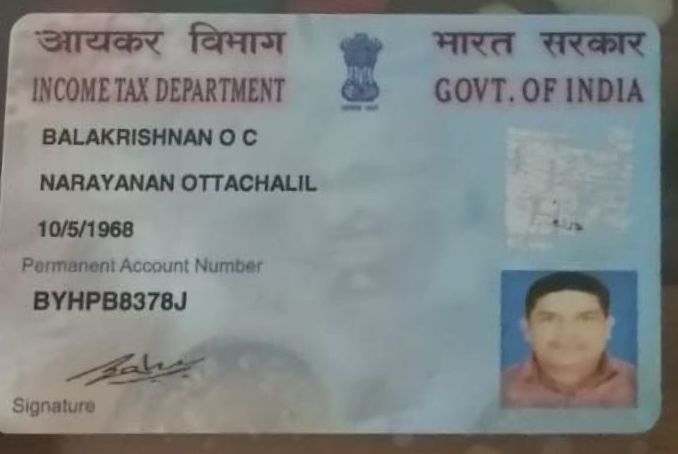 आयकर विभाग
भारत सरकार
INCOME TAX DEPARTMENT
GOVT. OF INDIA
BALAKRISHNAN O C
NARAYANAN OTTACHALIL
10/5/1968
Permanent Account Number
BYHPB8378J
Signature